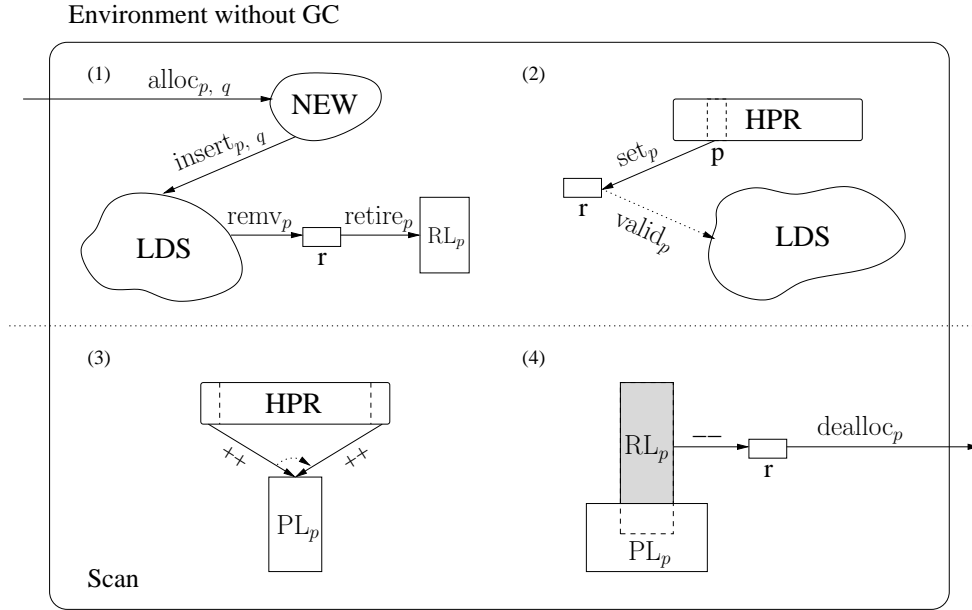 Environment without GC
(1)
alloc_{p, q}
NEW
insert_{p, q}
LDS
remv_p
r
retire_p
RL_p
(2)
HPR
p
set_p
r
valid_p
LDS
(3)
HPR
++
++
PL_p
Scan
(4)
RL_p
−−
r
dealloc_p
PL_p